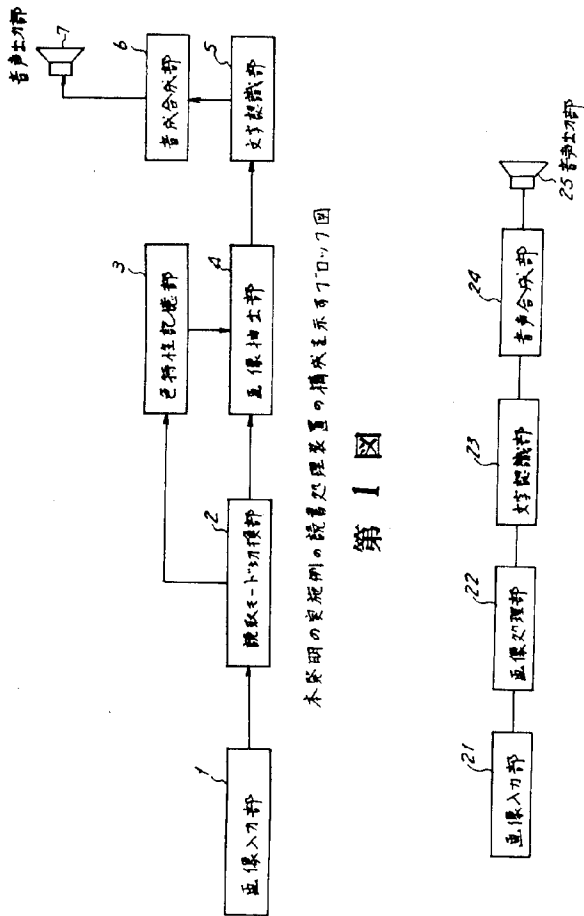 1
画像入力部
2
読取モード切換部
3
色特性記憶部
4
画像抽出部
5
文字認識部
6
音成合成部
7
音声出力部
本発明の実施例の読書処理装置の構成を示すブロック図
第 1 図
21
画像入力部
22
画像処理部
23
文字認識部
24
音声合成部
25 音声出力部